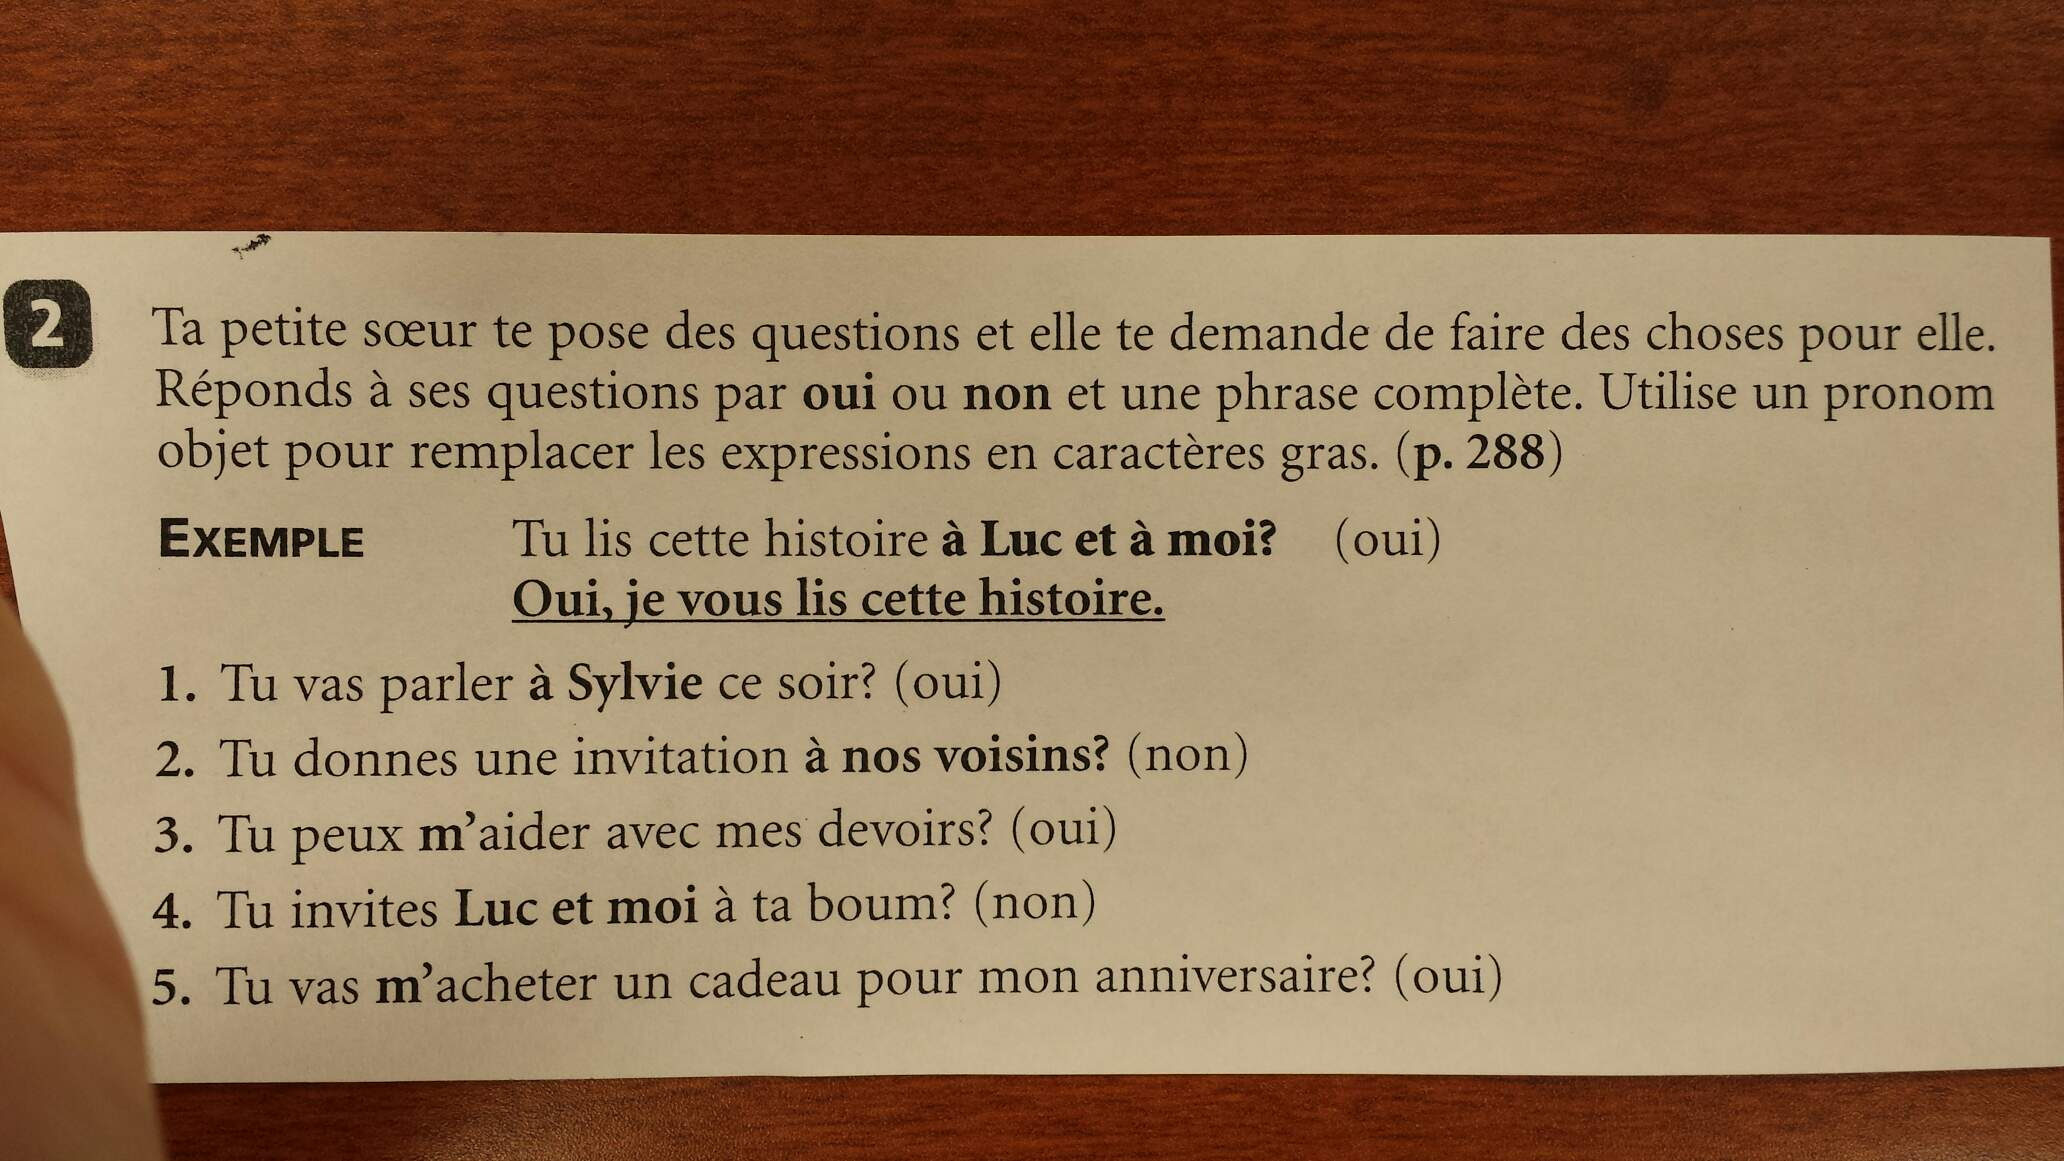 2
Ta petite sœur te pose des questions et elle te demande de faire des choses pour elle.
Réponds à ses questions par oui ou non et une phrase complète. Utilise un pronom
objet pour remplacer les expressions en caractères gras. (p. 288)
EXEMPLE Tu lis cette histoire à Luc et à moi? (oui)
Oui, je vous lis cette histoire.
1. Tu vas parler à Sylvie ce soir? (oui)
2. Tu donnes une invitation à nos voisins? (non)
3. Tu peux m’aider avec mes devoirs? (oui)
4. Tu invites Luc et moi à ta boum? (non)
5. Tu vas m’acheter un cadeau pour mon anniversaire? (oui)